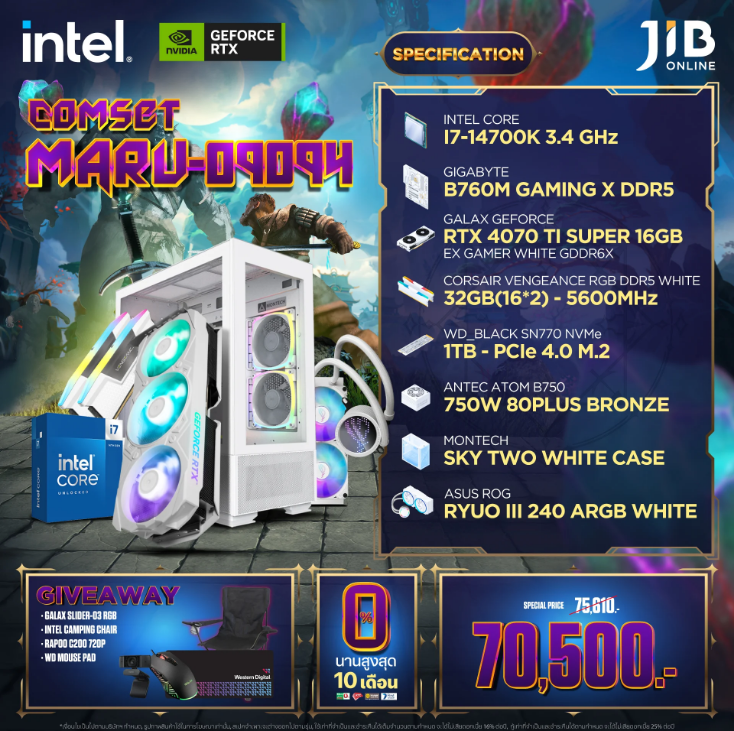 intel.
NVIDIA
GEFORCE
RTX
SPECIFICATION
JIB
ONLINE
COMSET
MARU-09094
INTEL CORE
I7-14700K 3.4 GHz
GIGABYTE
B760M GAMING X DDR5
GALAX GEFORCE
RTX 4070 TI SUPER 16GB
EX GAMER WHITE GDDR6X
CORSAIR VENGEANCE RGB DDR5 WHITE
32GB(16*2) - 5600MHz
WD_BLACK SN770 NVMe
1TB - PCIe 4.0 M.2
ANTEC ATOM B750
750W 80PLUS BRONZE
MONTECH
SKY TWO WHITE CASE
ASUS ROG
RYUO III 240 ARGB WHITE
MONTECH
GEFORCE RTX
i7
intel
CORE
UNLOCKED
GIVEAWAY
• GALAX SLIDER-03 RGB
• INTEL CAMPING CHAIR
• RAPOO C200 720P
• WD MOUSE PAD
Western Digital
0%
นานสูงสุด
10 เดือน
SPECIAL PRICE 75,610.-
70,500.-